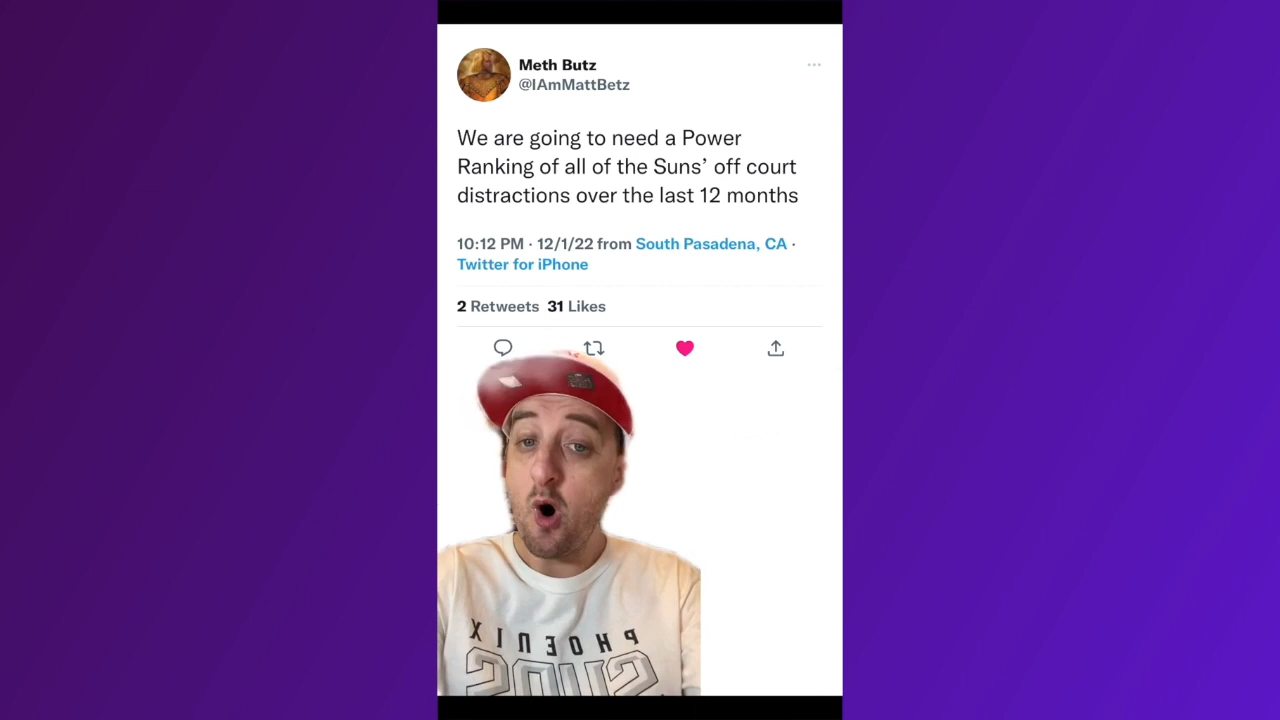 Meth Butz
@IAmMattBetz
We are going to need a Power
Ranking of all of the Suns’ off court
distractions over the last 12 months
10:12 PM · 12/1/22 from South Pasadena, CA ·
Twitter for iPhone
2 Retweets 31 Likes
PHOENIX
SUNS